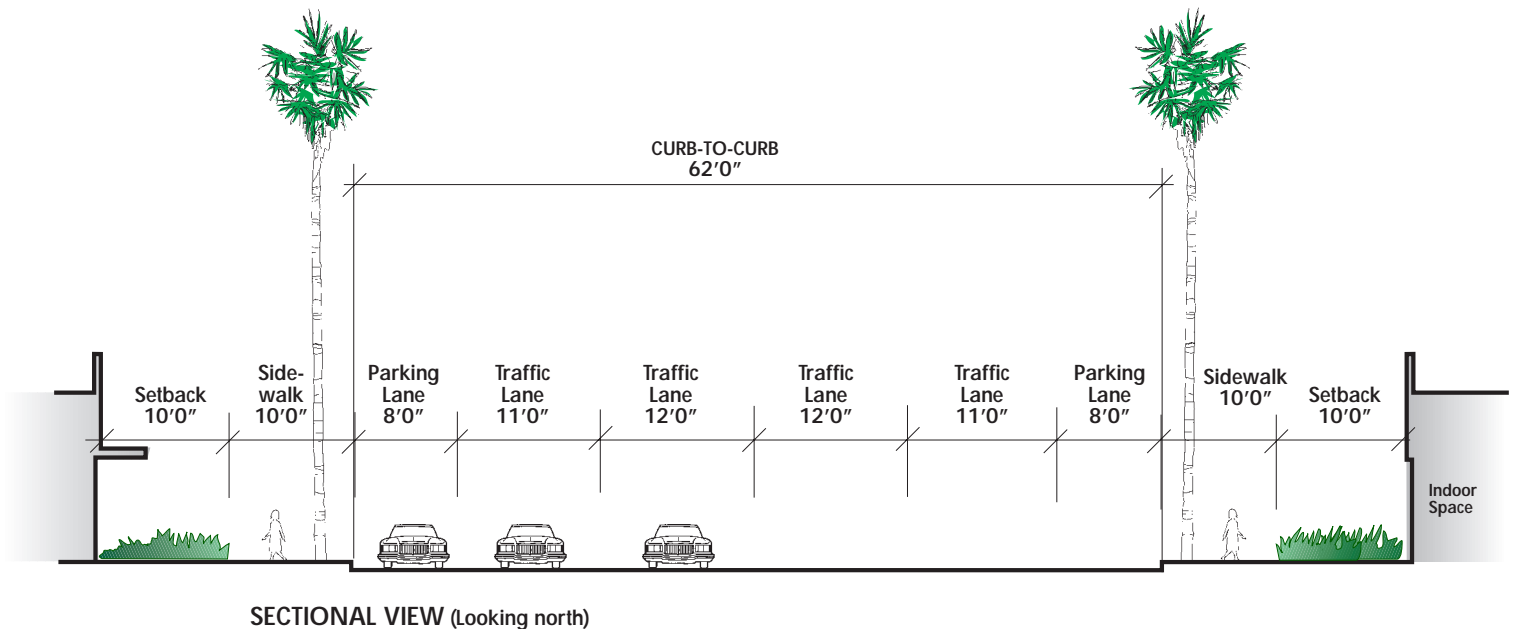 CURB-TO-CURB
62’0”
Setback
10’0”
Side-
walk
10’0”
Parking
Lane
8’0”
Traffic
Lane
11’0”
Traffic
Lane
12’0”
Traffic
Lane
12’0”
Traffic
Lane
11’0”
Parking
Lane
8’0”
Sidewalk
10’0”
Setback
10’0”
Indoor
Space
SECTIONAL VIEW (Looking north)